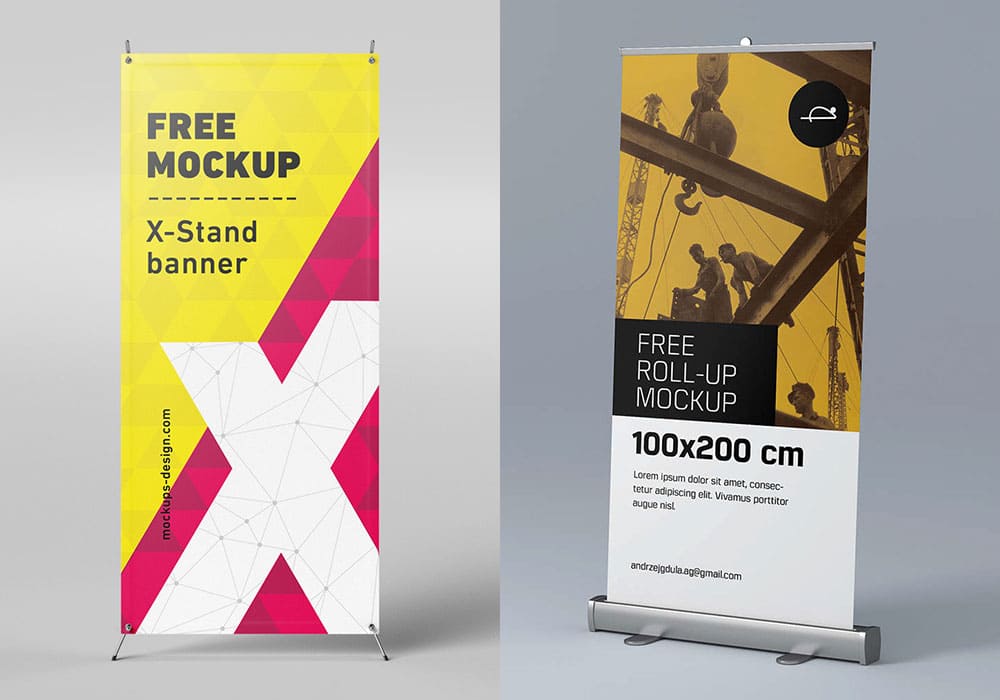 FREE
MOCKUP
X-Stand
banner
mockups-design.com
FREE
ROLL-UP
MOCKUP
100x200 cm
Lorem ipsum dolor sit amet, consec-
tetur adipiscing elit. Vivamus porttitor
augue nisl.
andrzejgdula.ag@gmail.com